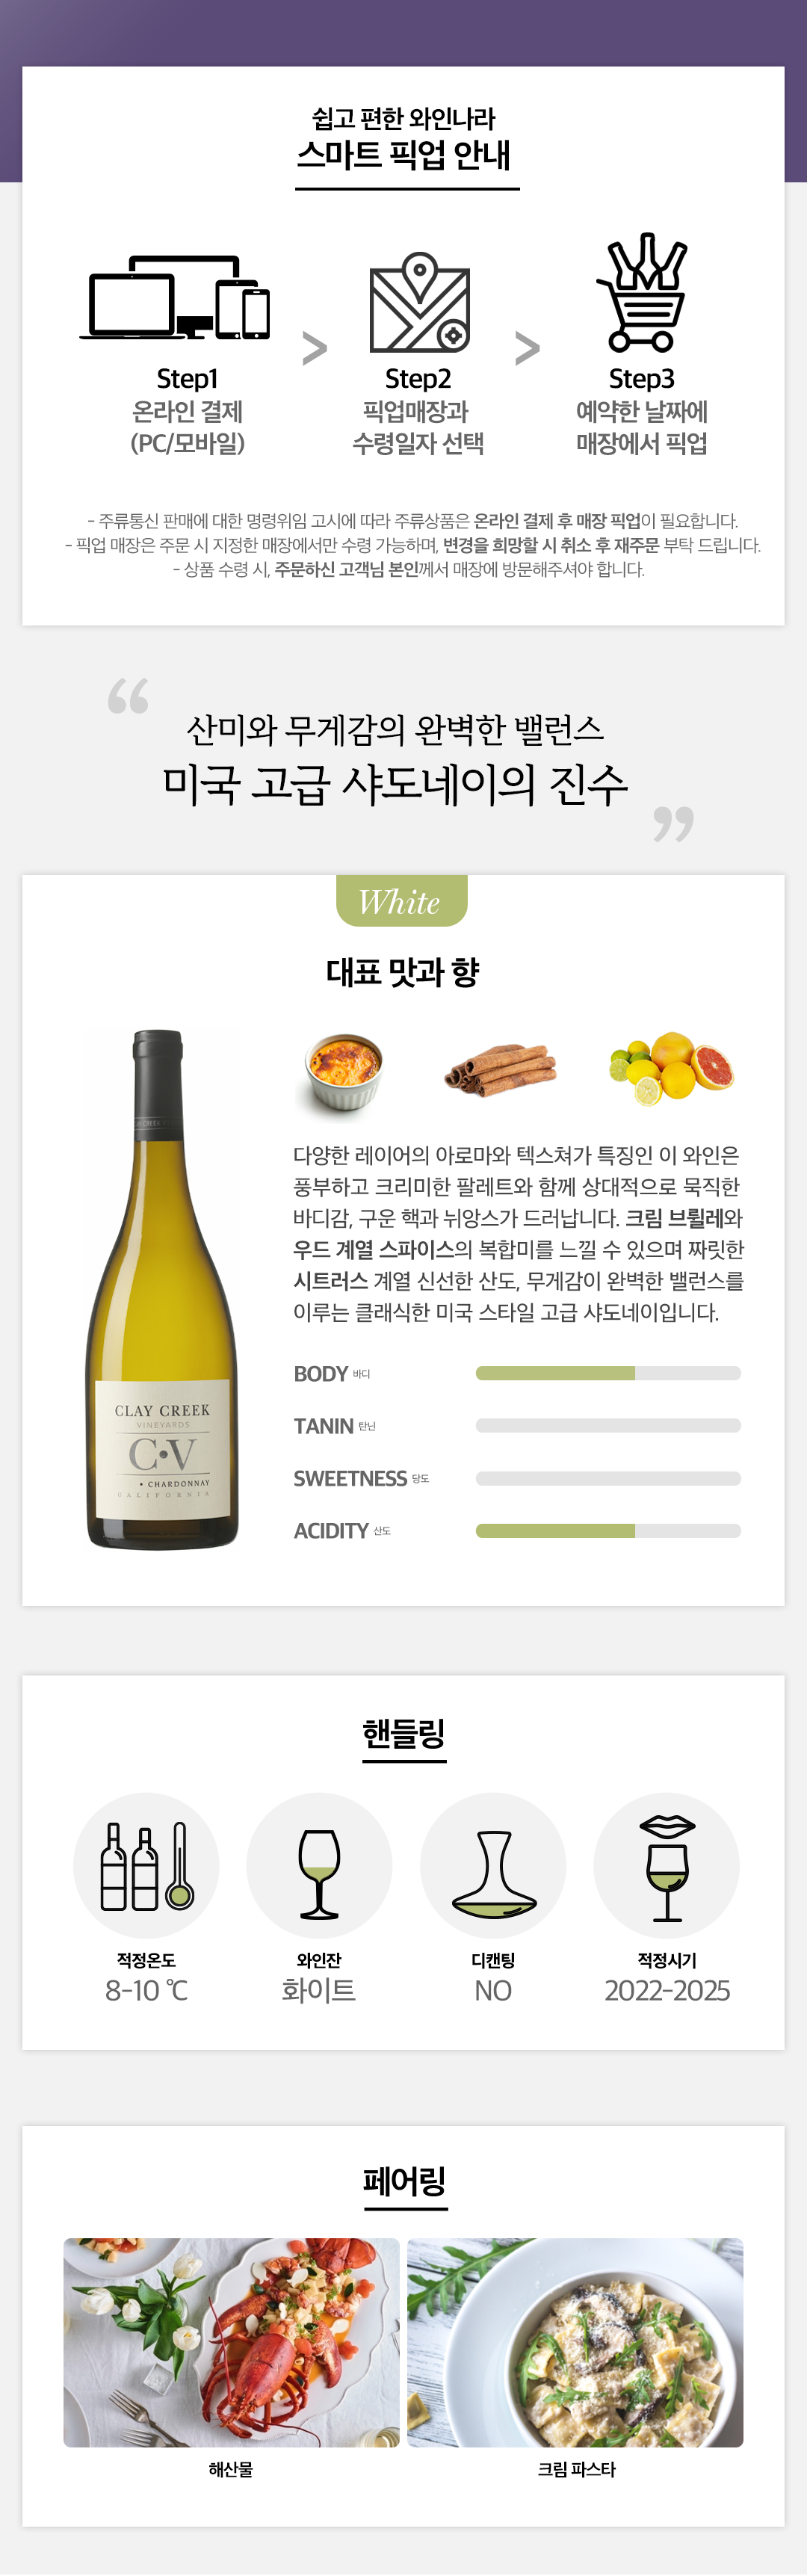 쉽고 편한 와인나라
스마트 픽업 안내
Step1
온라인 결제
(PC/모바일)
>
Step2
픽업매장과
수령일자 선택
>
Step3
예약한 날짜에
매장에서 픽업
- 주류통신 판매에 대한 명령위임 고시에 따라 주류상품은 온라인 결제 후 매장 픽업이 필요합니다.
- 픽업 매장은 주문 시 지정한 매장에서만 수령 가능하며, 변경을 희망할 시 취소 후 재주문 부탁 드립니다.
- 상품 수령 시, 주문하신 고객님 본인께서 매장에 방문해주셔야 합니다.
“
산미와 무게감의 완벽한 밸런스
미국 고급 샤도네이의 진수
”
White
대표 맛과 향
다양한 레이어의 아로마와 텍스쳐가 특징인 이 와인은
풍부하고 크리미한 팔레트와 함께 상대적으로 묵직한
바디감, 구운 핵과 뉘앙스가 드러납니다. 크림 브륄레와
우드 계열 스파이스의 복합미를 느낄 수 있으며 짜릿한
시트러스 계열 신선한 산도, 무게감이 완벽한 밸런스를
이루는 클래식한 미국 스타일 고급 샤도네이입니다.
CLAY CREEK
VINEYARDS
C•V
• CHARDONNAY
CALIFORNIA
BODY 바디
TANIN 탄닌
SWEETNESS 당도
ACIDITY 산도
핸들링
적정온도
8-10 ℃
와인잔
화이트
디캔팅
NO
적정시기
2022-2025
페어링
해산물
크림 파스타